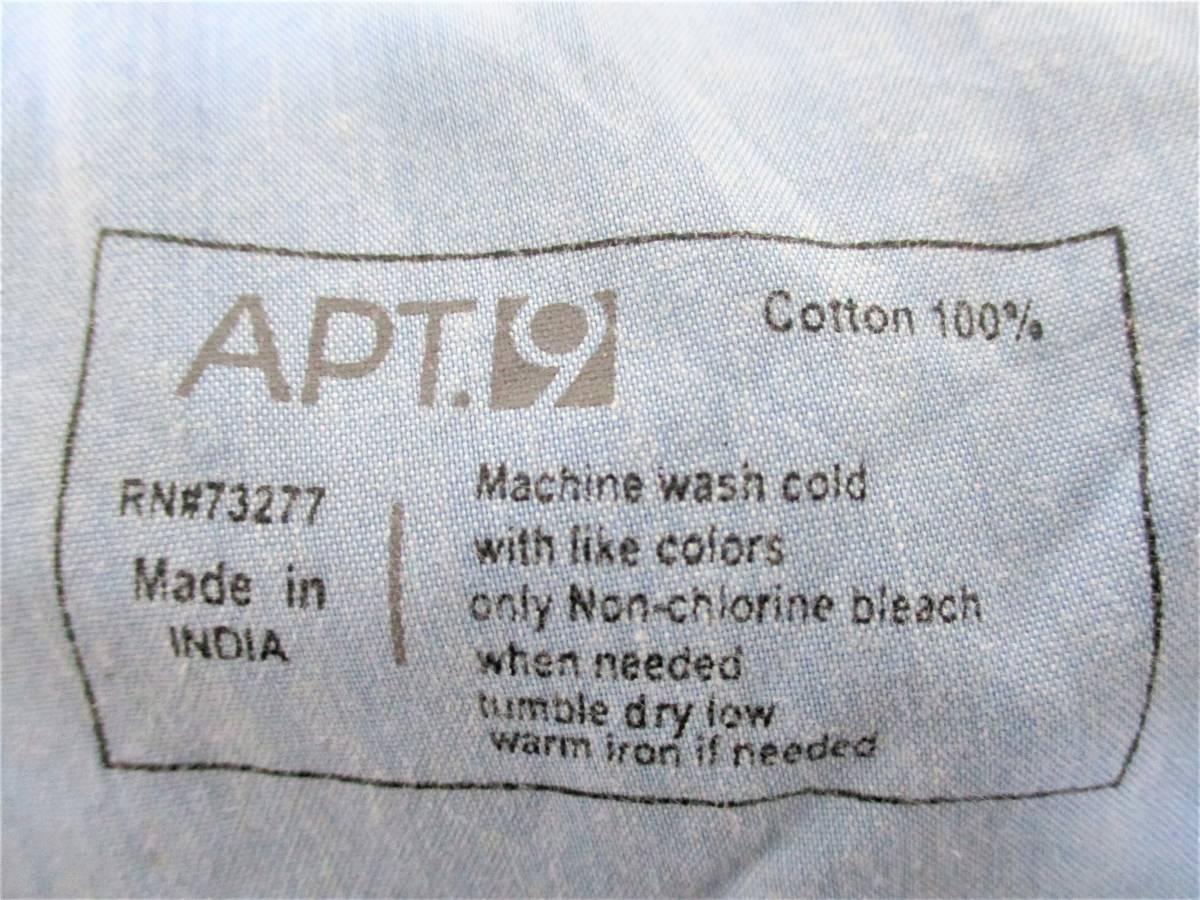 APT.9
Cotton 100%
RN#73277
Made in
INDIA
Machine wash cold
with like colors
only Non-chlorine bleach
when needed
tumble dry low
warm iron if needed